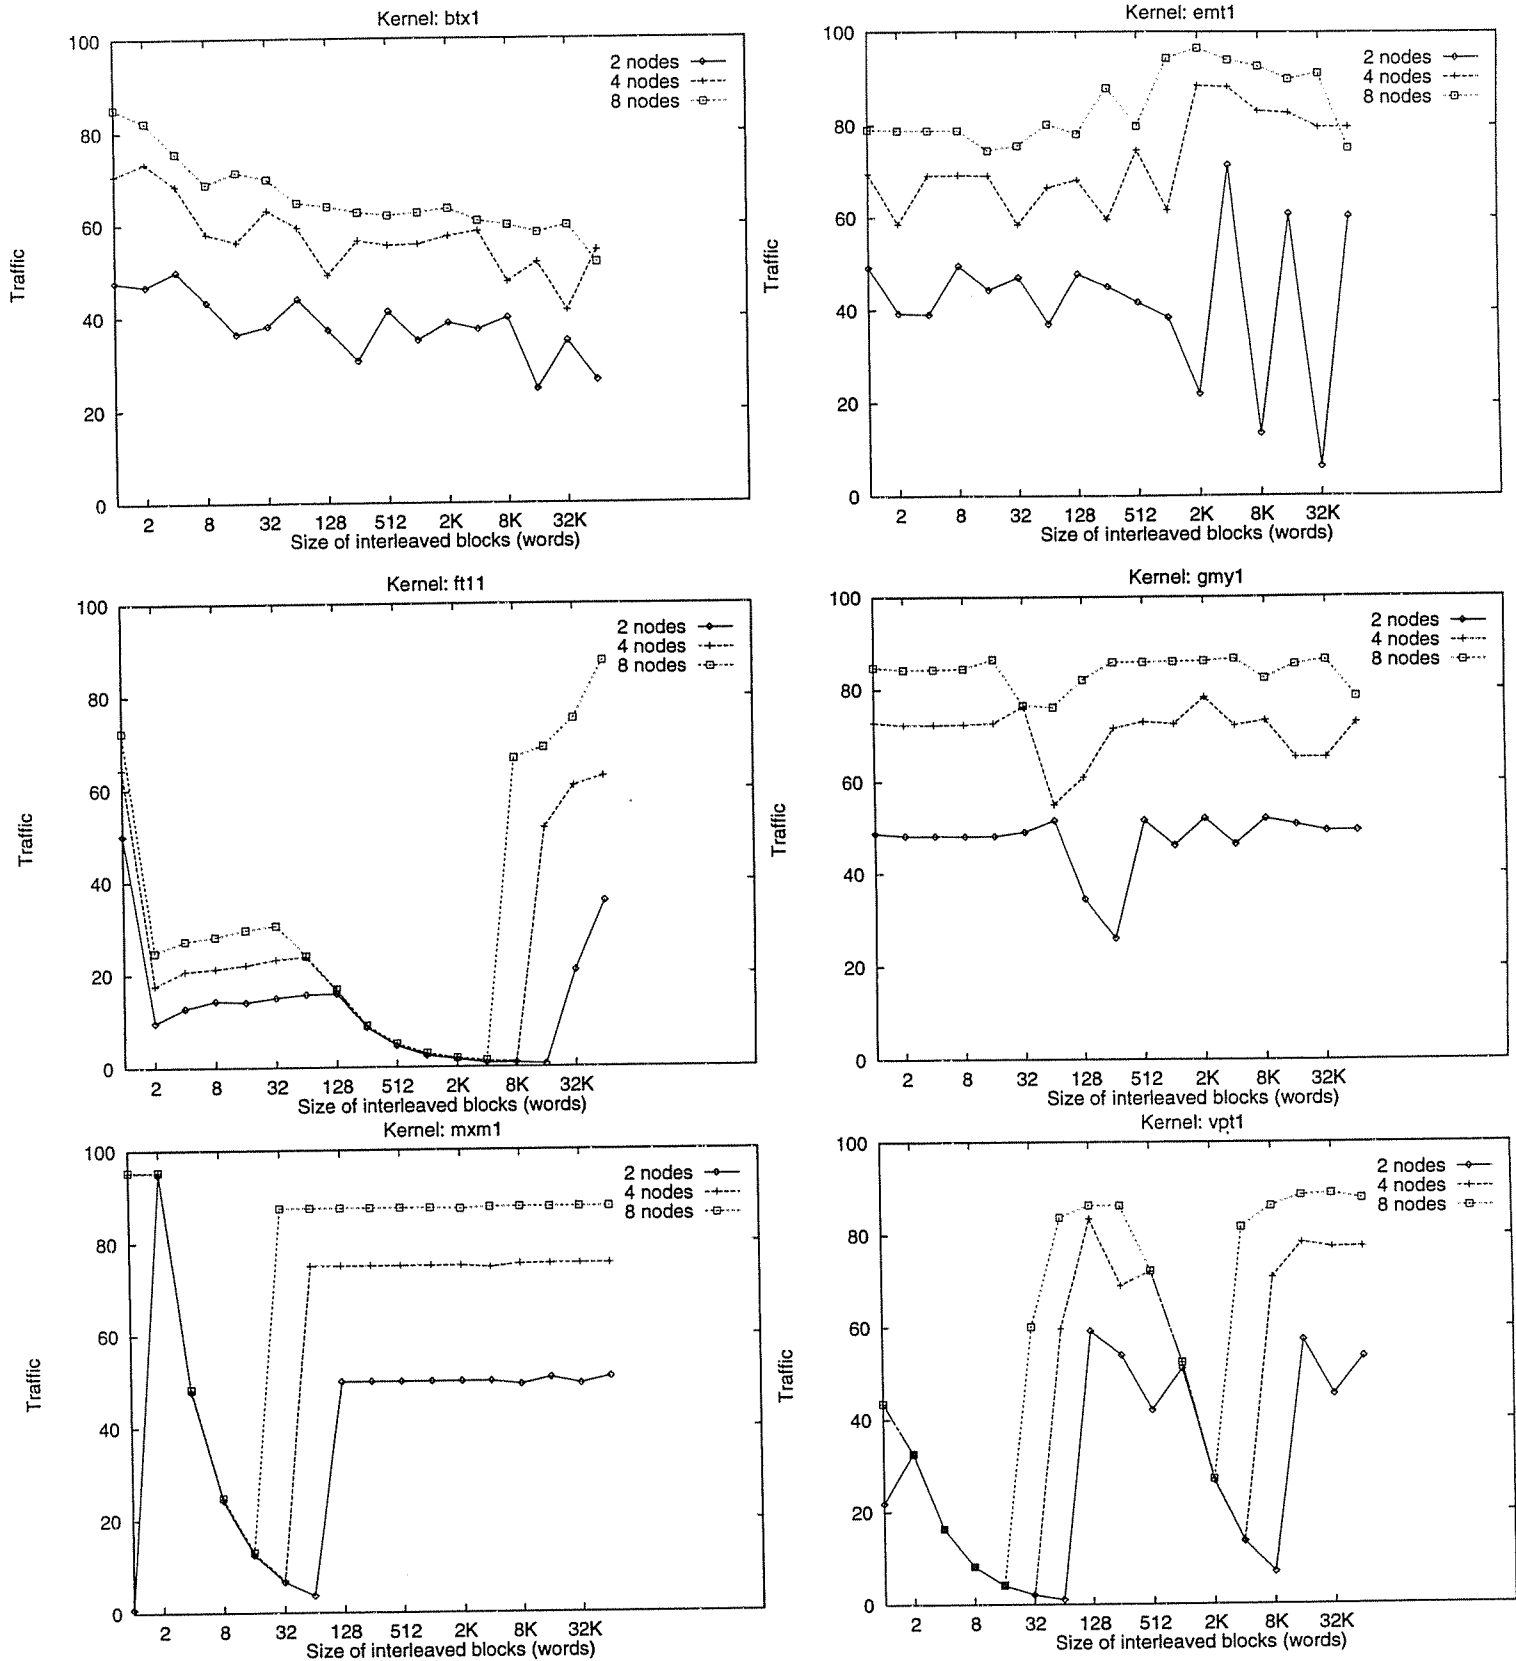 Kernel: btx1
100
80
60
40
20
0
Traffic
2 nodes
4 nodes
8 nodes
2 8 32 128 512 2K 8K 32K
Size of interleaved blocks (words)
Kernel: emt1
100
80
60
40
20
0
Traffic
2 nodes
4 nodes
8 nodes
2 8 32 128 512 2K 8K 32K
Size of interleaved blocks (words)
Kernel: ft11
100
80
60
40
20
0
Traffic
2 nodes
4 nodes
8 nodes
2 8 32 128 512 2K 8K 32K
Size of interleaved blocks (words)
Kernel: gmy1
100
80
60
40
20
0
Traffic
2 nodes
4 nodes
8 nodes
2 8 32 128 512 2K 8K 32K
Size of interleaved blocks (words)
Kernel: mxm1
100
80
60
40
20
0
Traffic
2 nodes
4 nodes
8 nodes
2 8 32 128 512 2K 8K 32K
Size of interleaved blocks (words)
Kernel: vpt1
100
80
60
40
20
0
Traffic
2 nodes
4 nodes
8 nodes
2 8 32 128 512 2K 8K 32K
Size of interleaved blocks (words)